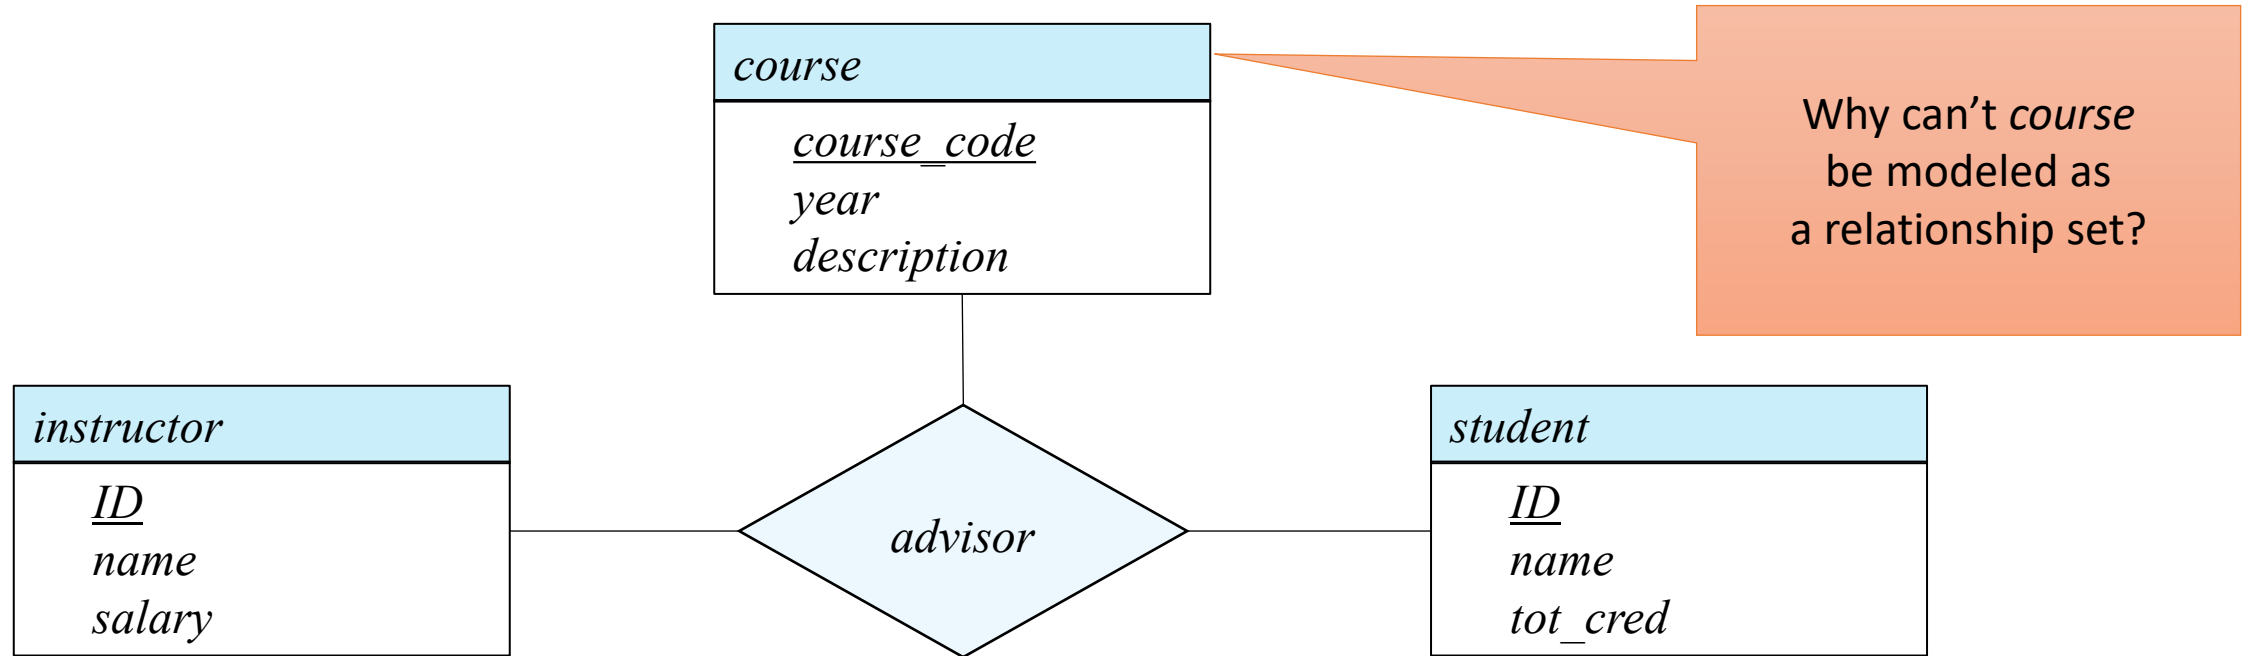 course
course_code
year
description
Why can’t course
be modeled as
a relationship set?
instructor
ID
name
salary
advisor
student
ID
name
tot_cred